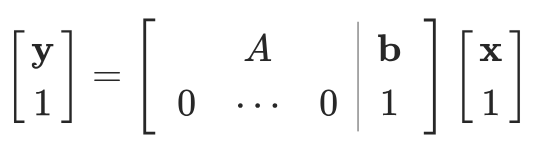 [y 1] = [A b 0 ⋯ 0 1] [x 1]